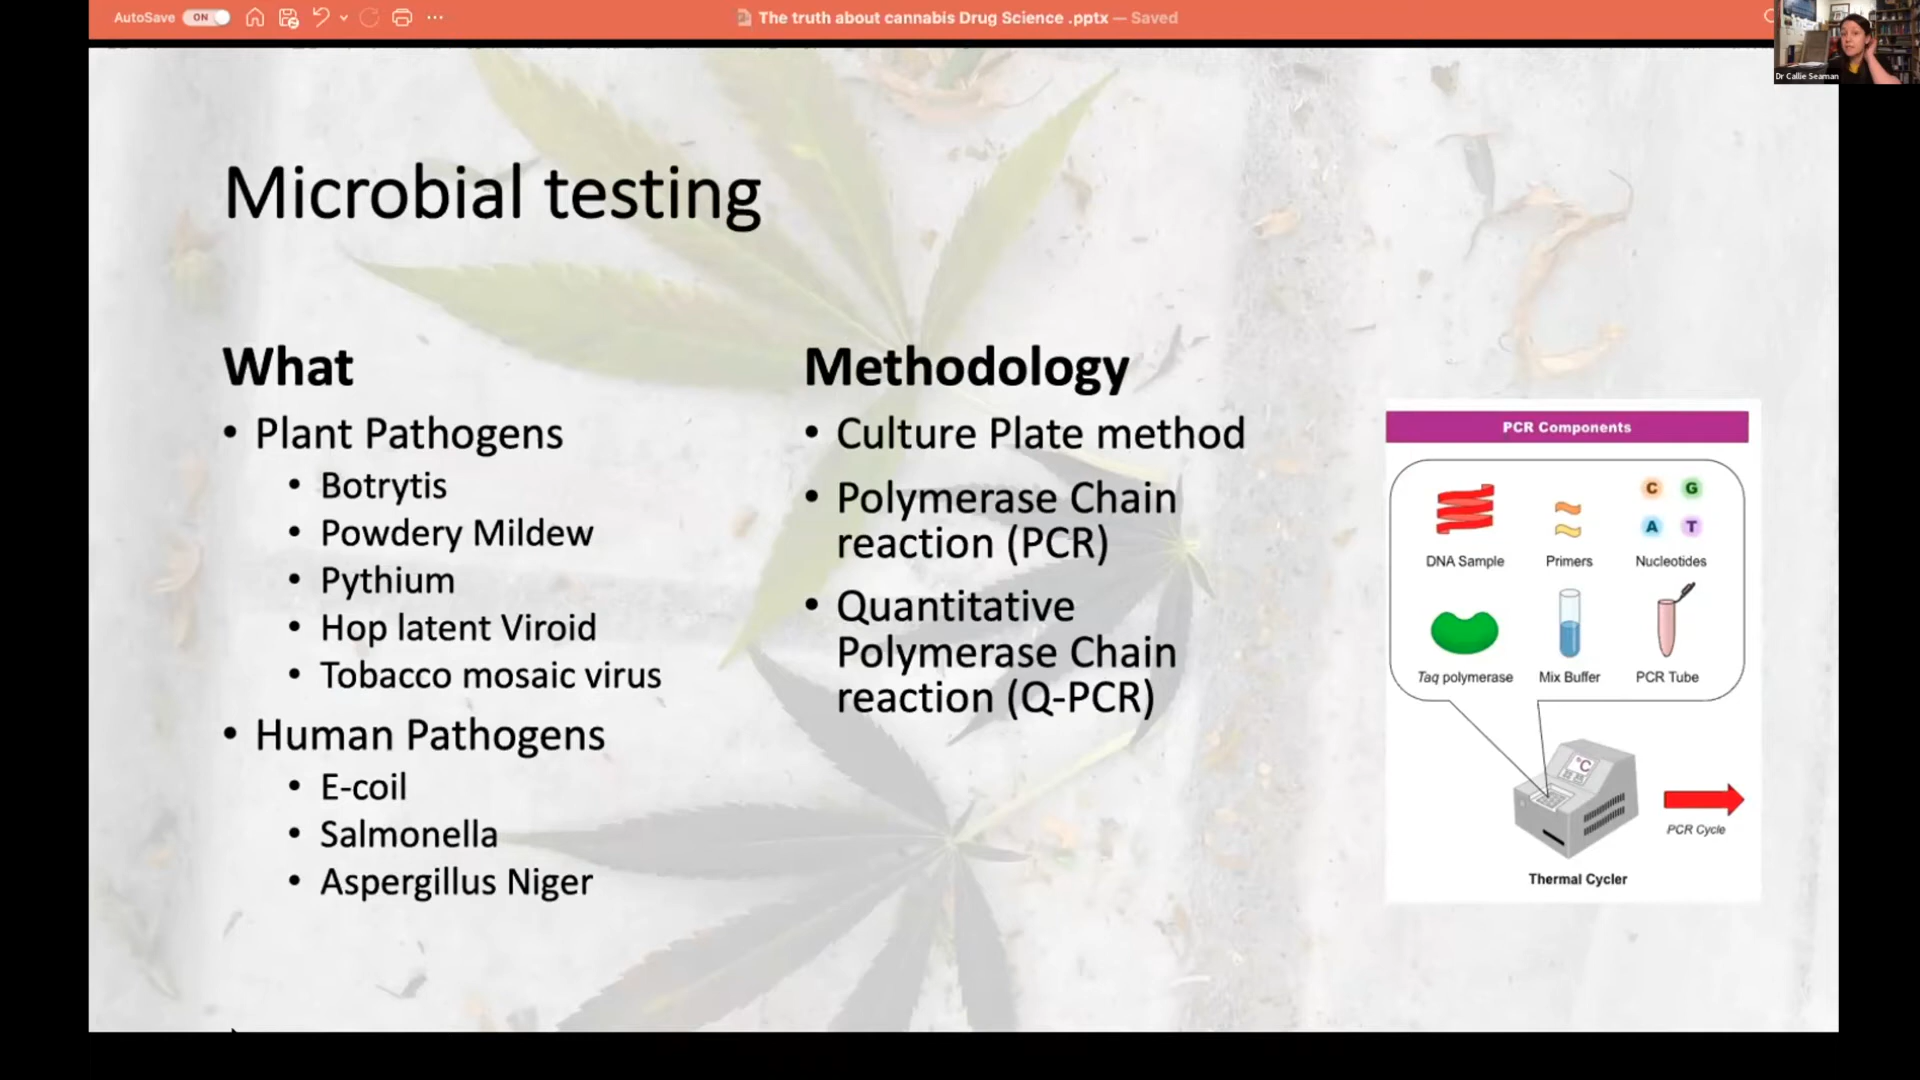 AutoSave ON
The truth about cannabis Drug Science .pptx — Saved
Dr Callie Seaman
Microbial testing
What
• Plant Pathogens
• Botrytis
• Powdery Mildew
• Pythium
• Hop latent Viroid
• Tobacco mosaic virus
• Human Pathogens
• E-coil
• Salmonella
• Aspergillus Niger
Methodology
• Culture Plate method
• Polymerase Chain
reaction (PCR)
• Quantitative
Polymerase Chain
reaction (Q-PCR)
PCR Components
C G
A T
DNA Sample Primers Nucleotides
Taq polymerase Mix Buffer PCR Tube
°C
PCR Cycle
Thermal Cycler